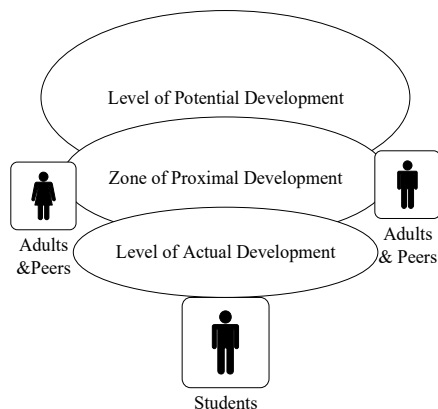 Level of Potential Development
Zone of Proximal Development
Adults
&Peers
Adults
& Peers
Level of Actual Development
Students